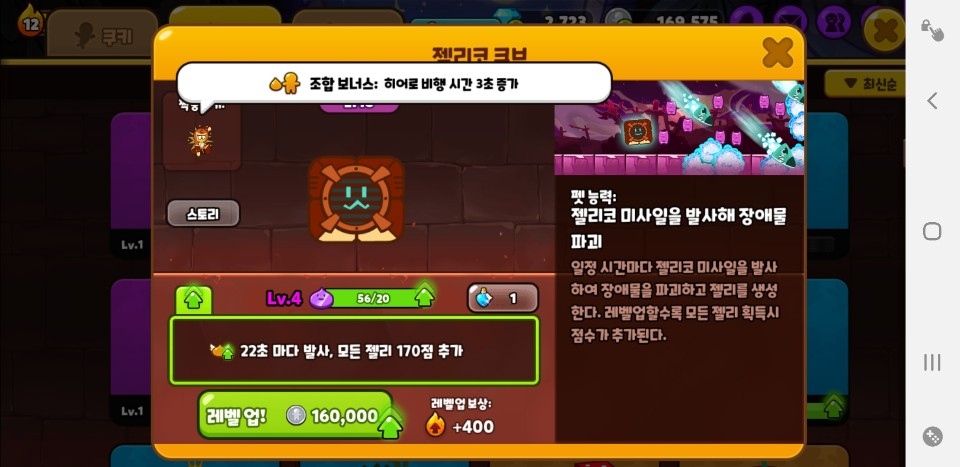 12
쿠키
2,723
169,575
젤리코 큐브
조합 보너스: 히어로 비행 시간 3초 증가
최신순
펫 능력:
젤리코 미사일을 발사해 장애물
파괴
스토리
일정 시간마다 젤리코 미사일을 발사
하여 장애물을 파괴하고 젤리를 생성
한다. 레벨업할수록 모든 젤리 획득시
점수가 추가된다.
Lv.1
Lv.4
56/20
1
22초 마다 발사, 모든 젤리 170점 추가
Lv.1
레벨 업!
160,000
레벨업 보상:
+400